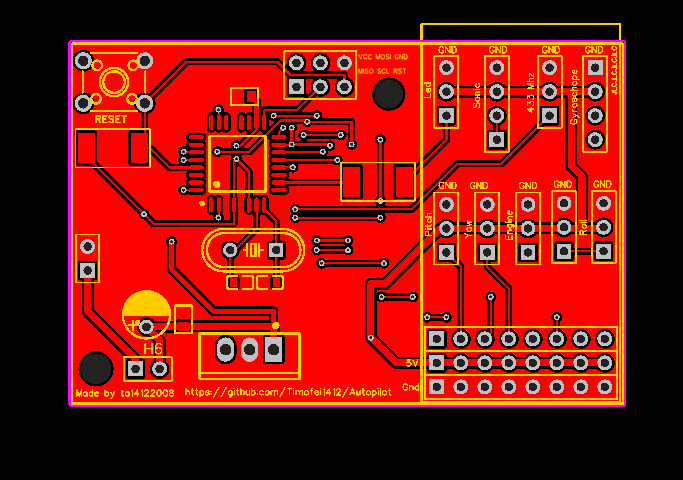 GND GND GND GND
VCC MOSI GND
MISO SCL RST
Led
Sonic
433 Mhz
Gyroschope
RESET
GND GND GND GND GND
Pitch
Yaw
Engine
Roll
H6
5V
Gnd
Made by ta14122008 https://github.com/Timofei1412/Autopilot